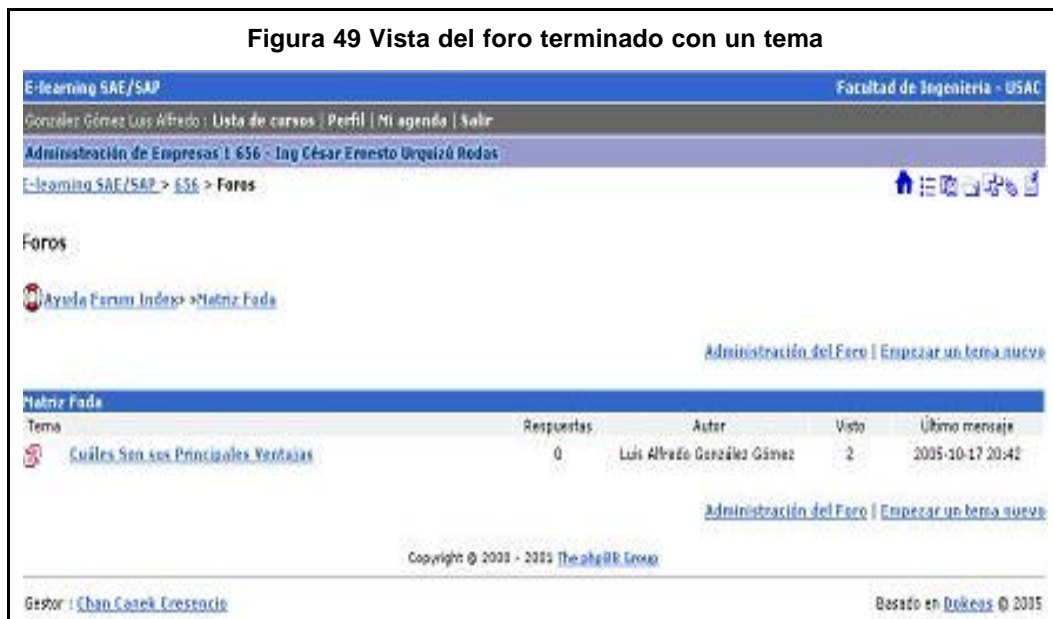 Figura 49 Vista del foro terminado con un tema
E-learning SAE/SAP Facultad de Ingeniería - USAC
González Gómez Luis Alfredo : Lista de cursos | Perfil | Mi agenda | Salir
Administración de Empresas 1 656 - Ing César Ernesto Urquizú Rodas
E-learning SAE/SAP > 656 > Foros
Foros
Ayuda Forum Index> >Matriz Foda
Administración del Foro | Empezar un tema nuevo
Matriz Foda
Tema Respuestas Autor Visto Último mensaje
Cuáles Son sus Principales Ventajas 0 Luis Alfredo González Gómez 2 2005-10-17 20:42
Administración del Foro | Empezar un tema nuevo
Copyright © 2000 - 2001 The phpBB Group
Gestor : Chan Canek Cresencio Basado en Dokeos © 2005